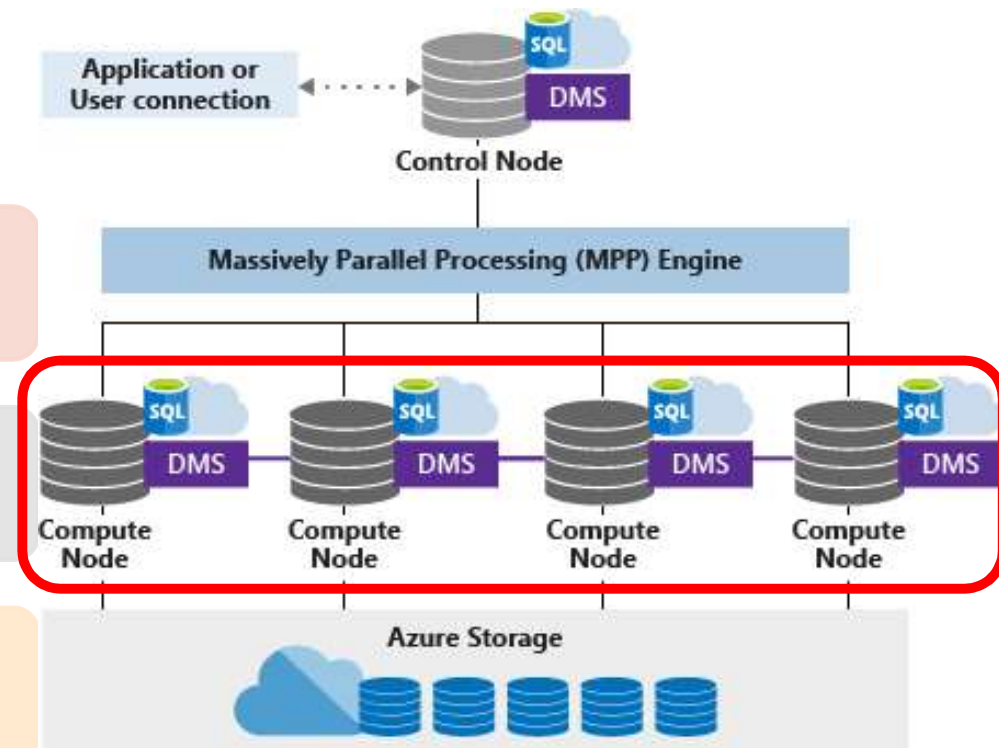 SQL
Application or
User connection
DMS
Control Node
Massively Parallel Processing (MPP) Engine
SQL
SQL
SQL
SQL
DMS
DMS
DMS
DMS
Compute
Node
Compute
Node
Compute
Node
Compute
Node
Azure Storage